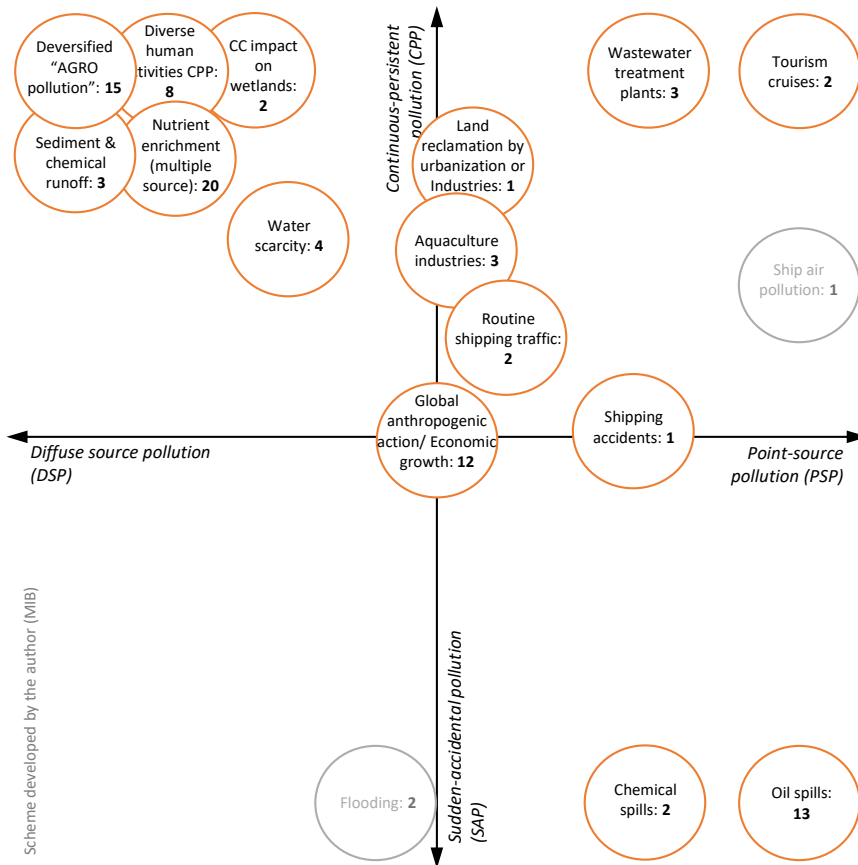 Deversified
“AGRO
pollution”: 15
Diverse
human
tivities CPP:
8
CC impact
on
wetlands:
2
Continuous-persistent
pollution (CPP)
Wastewater
treatment
plants: 3
Tourism
cruises: 2
Sediment &
chemical
runoff: 3
Nutrient
enrichment
(multiple
source): 20
Land
reclamation by
urbanization or
Industries: 1
Water
scarcity: 4
Aquaculture
industries: 3
Ship air
pollution: 1
Routine
shipping traffic:
2
Global
anthropogenic
action/ Economic
growth: 12
Shipping
accidents: 1
Diffuse source pollution
(DSP)
Point-source
pollution (PSP)
Scheme developed by the author (MIB)
Sudden-accidental pollution
(SAP)
Flooding: 2
Chemical
spills: 2
Oil spills:
13